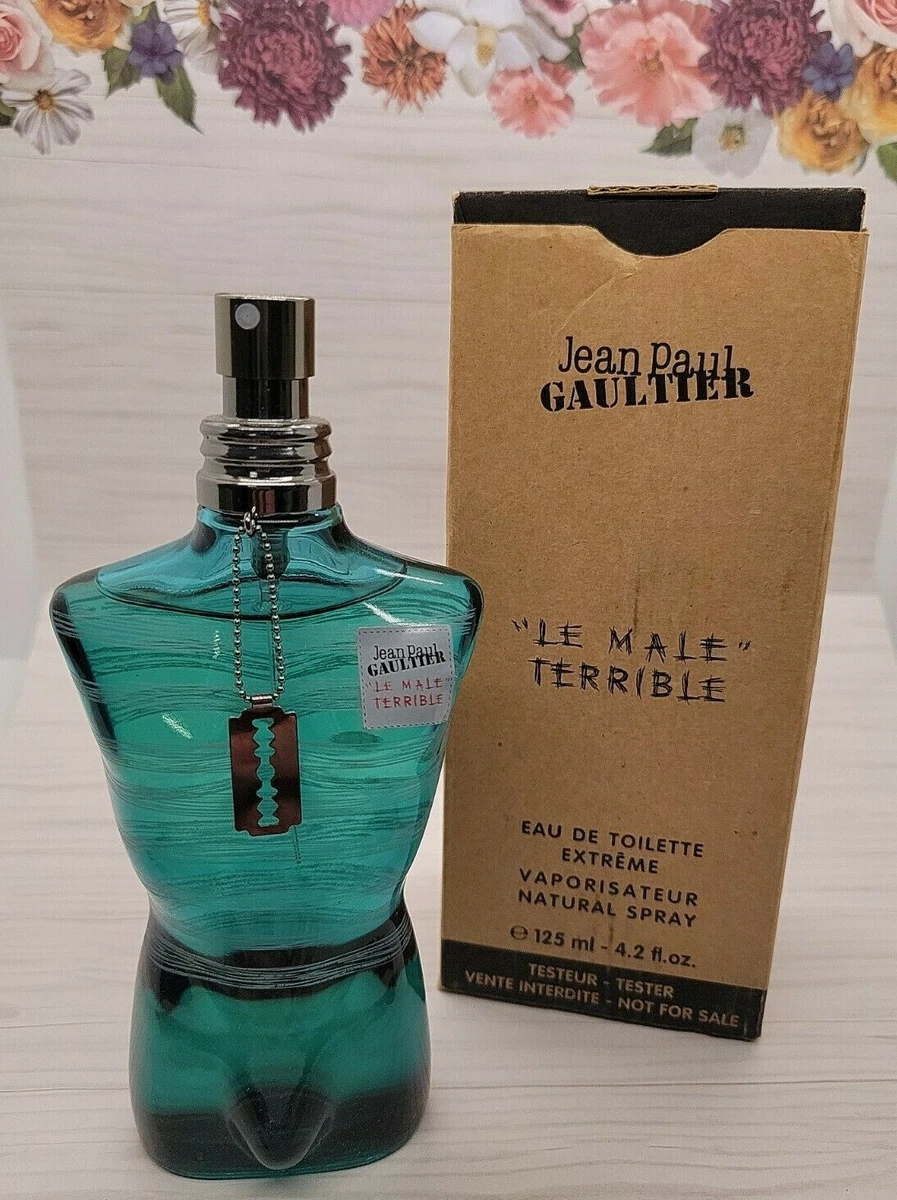 Jean Paul
GAULTIER
"LE MALE"
TERRIBLE
Jean Paul
GAULTIER
"LE MALE"
TERRIBLE
EAU DE TOILETTE
EXTRÊME
VAPORISATEUR
NATURAL SPRAY
℮ 125 ml - 4.2 fl.oz.
TESTEUR - TESTER
VENTE INTERDITE - NOT FOR SALE